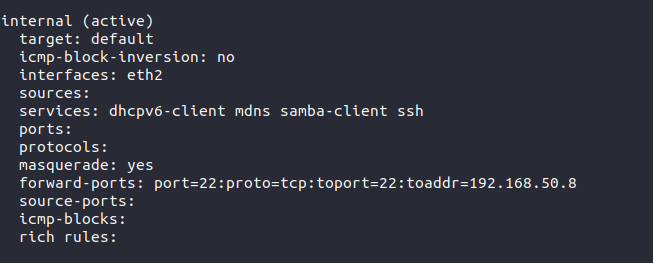 internal (active)
target: default
icmp-block-inversion: no
interfaces: eth2
sources:
services: dhcpv6-client mdns samba-client ssh
ports:
protocols:
masquerade: yes
forward-ports: port=22:proto=tcp:toport=22:toaddr=192.168.50.8
source-ports:
icmp-blocks:
rich rules: